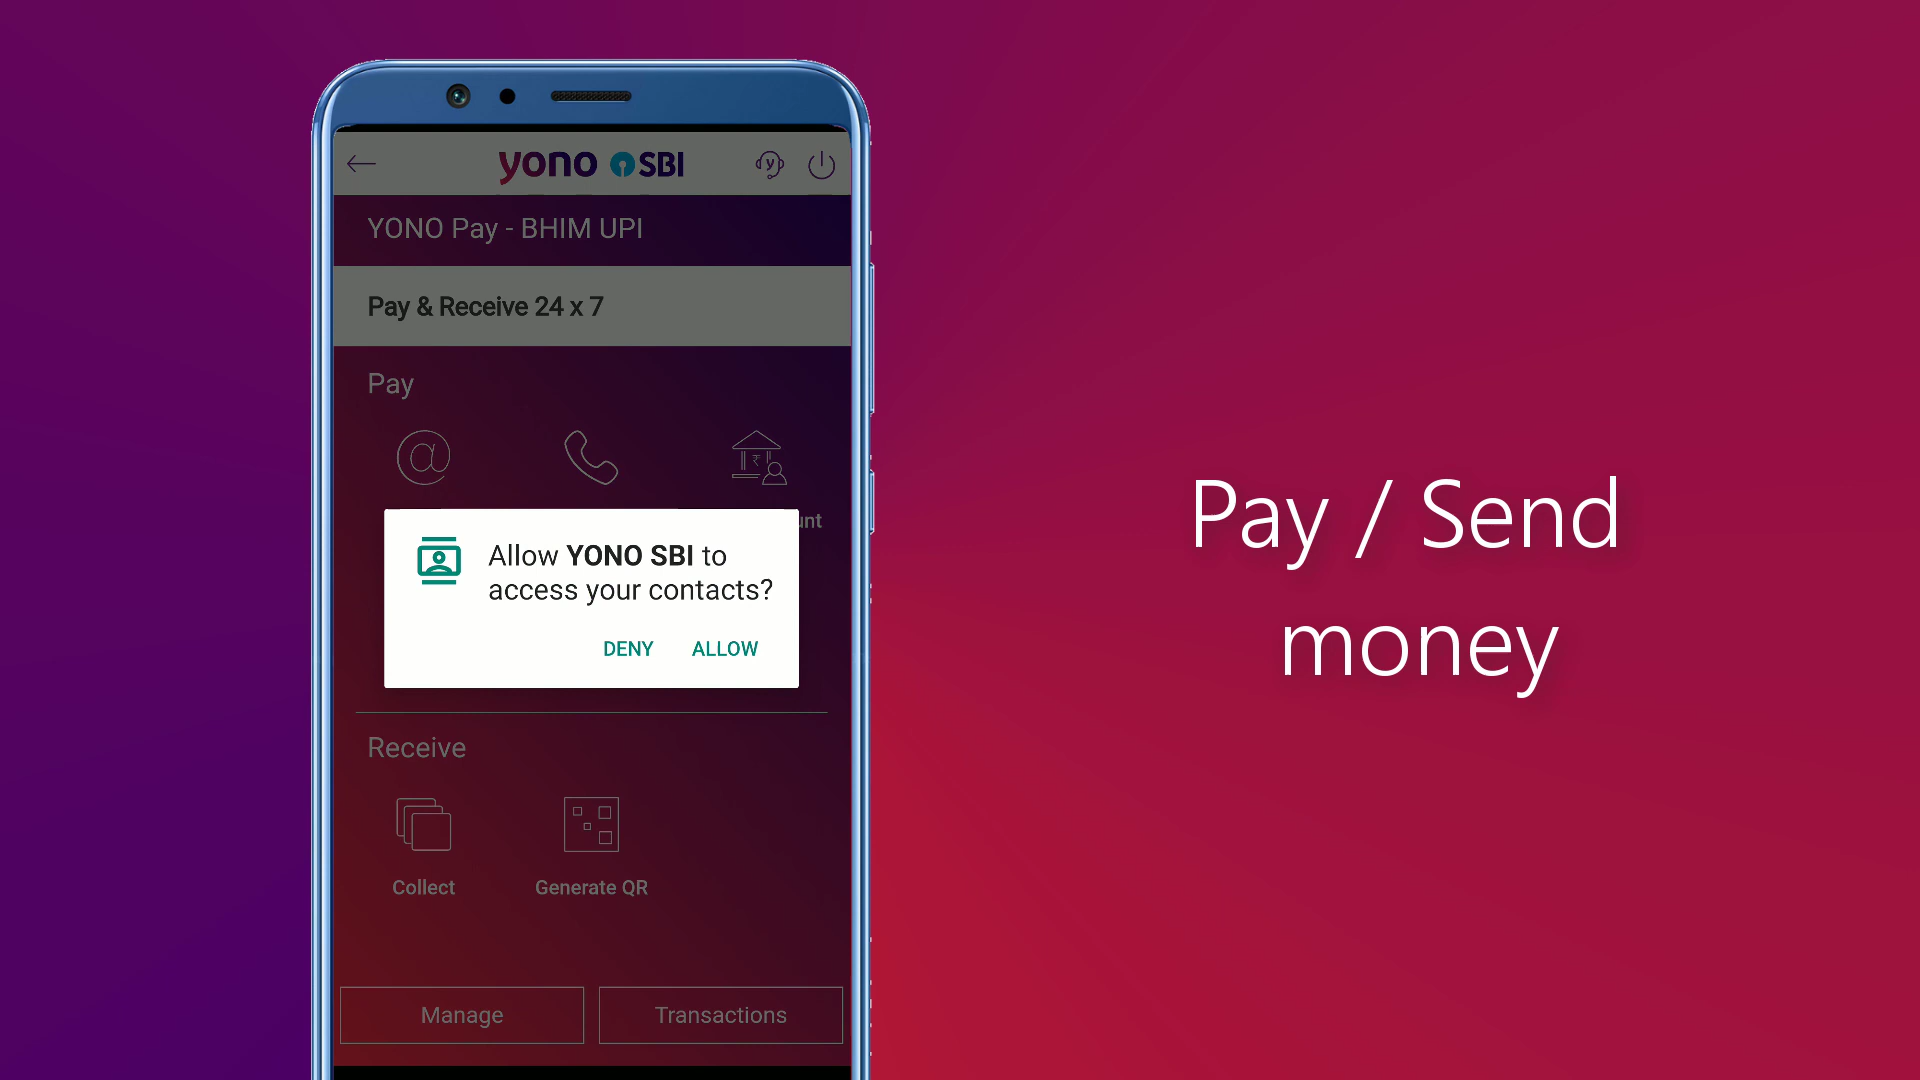 yono SBI
YONO Pay - BHIM UPI
Pay & Receive 24 x 7
Pay
@
Allow YONO SBI to
access your contacts?
DENY ALLOW
Receive
Collect Generate QR
Manage Transactions
Pay / Send
money